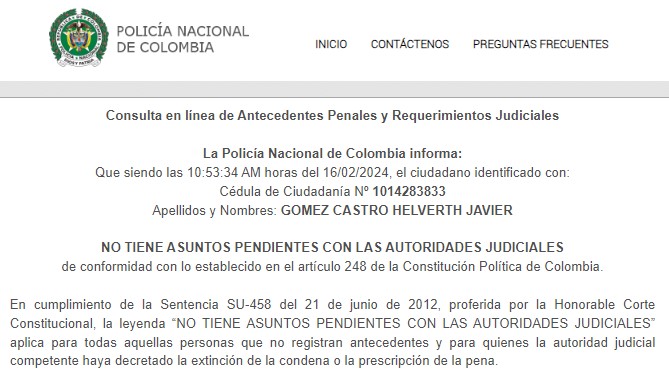 POLICÍA NACIONAL
DE COLOMBIA
INICIO CONTÁCTENOS PREGUNTAS FRECUENTES
Consulta en línea de Antecedentes Penales y Requerimientos Judiciales
La Policía Nacional de Colombia informa:
Que siendo las 10:53:34 AM horas del 16/02/2024, el ciudadano identificado con:
Cédula de Ciudadanía Nº 1014283833
Apellidos y Nombres: GOMEZ CASTRO HELVERTH JAVIER
NO TIENE ASUNTOS PENDIENTES CON LAS AUTORIDADES JUDICIALES
de conformidad con lo establecido en el artículo 248 de la Constitución Política de Colombia.
En cumplimiento de la Sentencia SU-458 del 21 de junio de 2012, proferida por la Honorable Corte
Constitucional, la leyenda “NO TIENE ASUNTOS PENDIENTES CON LAS AUTORIDADES JUDICIALES”
aplica para todas aquellas personas que no registran antecedentes y para quienes la autoridad judicial
competente haya decretado la extinción de la condena o la prescripción de la pena.